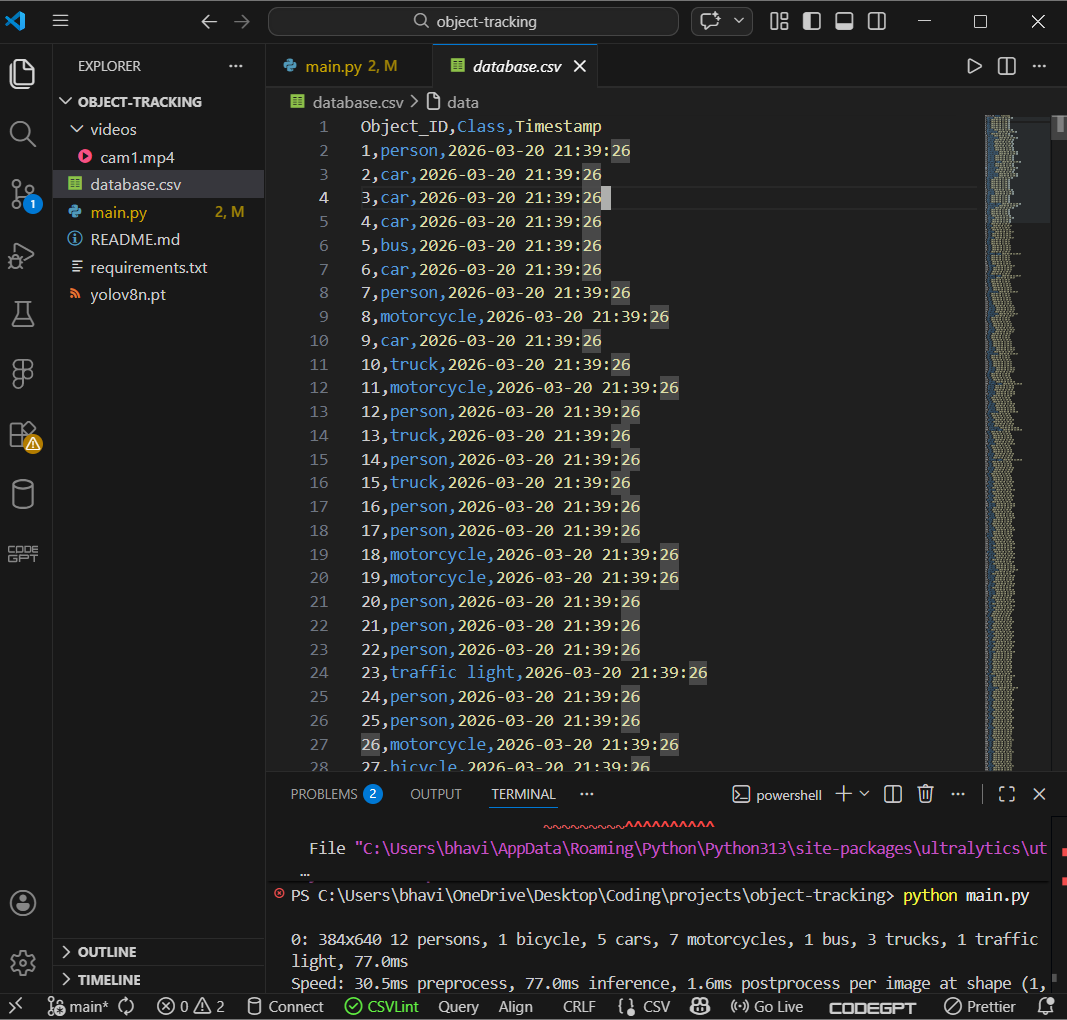 object-tracking
EXPLORER
OBJECT-TRACKING
videos
cam1.mp4
database.csv
main.py 2, M
README.md
requirements.txt
yolov8n.pt
OUTLINE
TIMELINE
1
CODE
GPT
main.py 2, M
database.csv
database.csv > data
1 Object_ID,Class,Timestamp
2 1,person,2026-03-20 21:39:26
3 2,car,2026-03-20 21:39:26
4 3,car,2026-03-20 21:39:26
5 4,car,2026-03-20 21:39:26
6 5,bus,2026-03-20 21:39:26
7 6,car,2026-03-20 21:39:26
8 7,person,2026-03-20 21:39:26
9 8,motorcycle,2026-03-20 21:39:26
10 9,car,2026-03-20 21:39:26
11 10,truck,2026-03-20 21:39:26
12 11,motorcycle,2026-03-20 21:39:26
13 12,person,2026-03-20 21:39:26
14 13,truck,2026-03-20 21:39:26
15 14,person,2026-03-20 21:39:26
16 15,truck,2026-03-20 21:39:26
17 16,person,2026-03-20 21:39:26
18 17,person,2026-03-20 21:39:26
19 18,motorcycle,2026-03-20 21:39:26
20 19,motorcycle,2026-03-20 21:39:26
21 20,person,2026-03-20 21:39:26
22 21,person,2026-03-20 21:39:26
23 22,person,2026-03-20 21:39:26
24 23,traffic light,2026-03-20 21:39:26
25 24,person,2026-03-20 21:39:26
26 25,person,2026-03-20 21:39:26
27 26,motorcycle,2026-03-20 21:39:26
28 27,bicycle,2026-03-20 21:39:26
PROBLEMS 2 OUTPUT TERMINAL ... powershell
~~~~~~~~~^^^^^^^^^^
File "C:\Users\bhavi\AppData\Roaming\Python\Python313\site-packages\ultralytics\ut
…
PS C:\Users\bhavi\OneDrive\Desktop\Coding\projects\object-tracking> python main.py
0: 384x640 12 persons, 1 bicycle, 5 cars, 7 motorcycles, 1 bus, 3 trucks, 1 traffic
light, 77.0ms
Speed: 30.5ms preprocess, 77.0ms inference, 1.6ms postprocess per image at shape (1,
main* 0 2 Connect CSVLint Query Align CRLF {} CSV Go Live CODEGPT Prettier